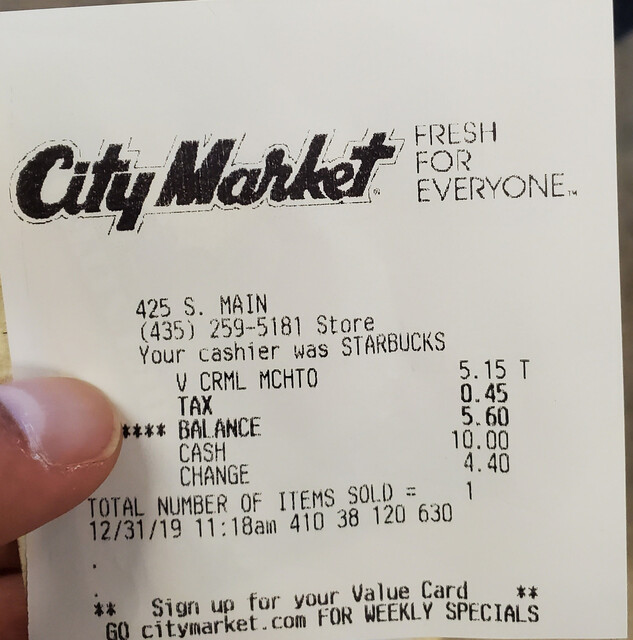 City Market®
FRESH
FOR
EVERYONE™
425 S. MAIN
(435) 259-5181 Store
Your cashier was STARBUCKS
V CRML MCHTO 5.15 T
TAX 0.45
**** BALANCE 5.60
CASH 10.00
CHANGE 4.40
TOTAL NUMBER OF ITEMS SOLD = 1
12/31/19 11:18am 410 38 120 630
.
.
** Sign up for your Value Card **
GO citymarket.com FOR WEEKLY SPECIALS